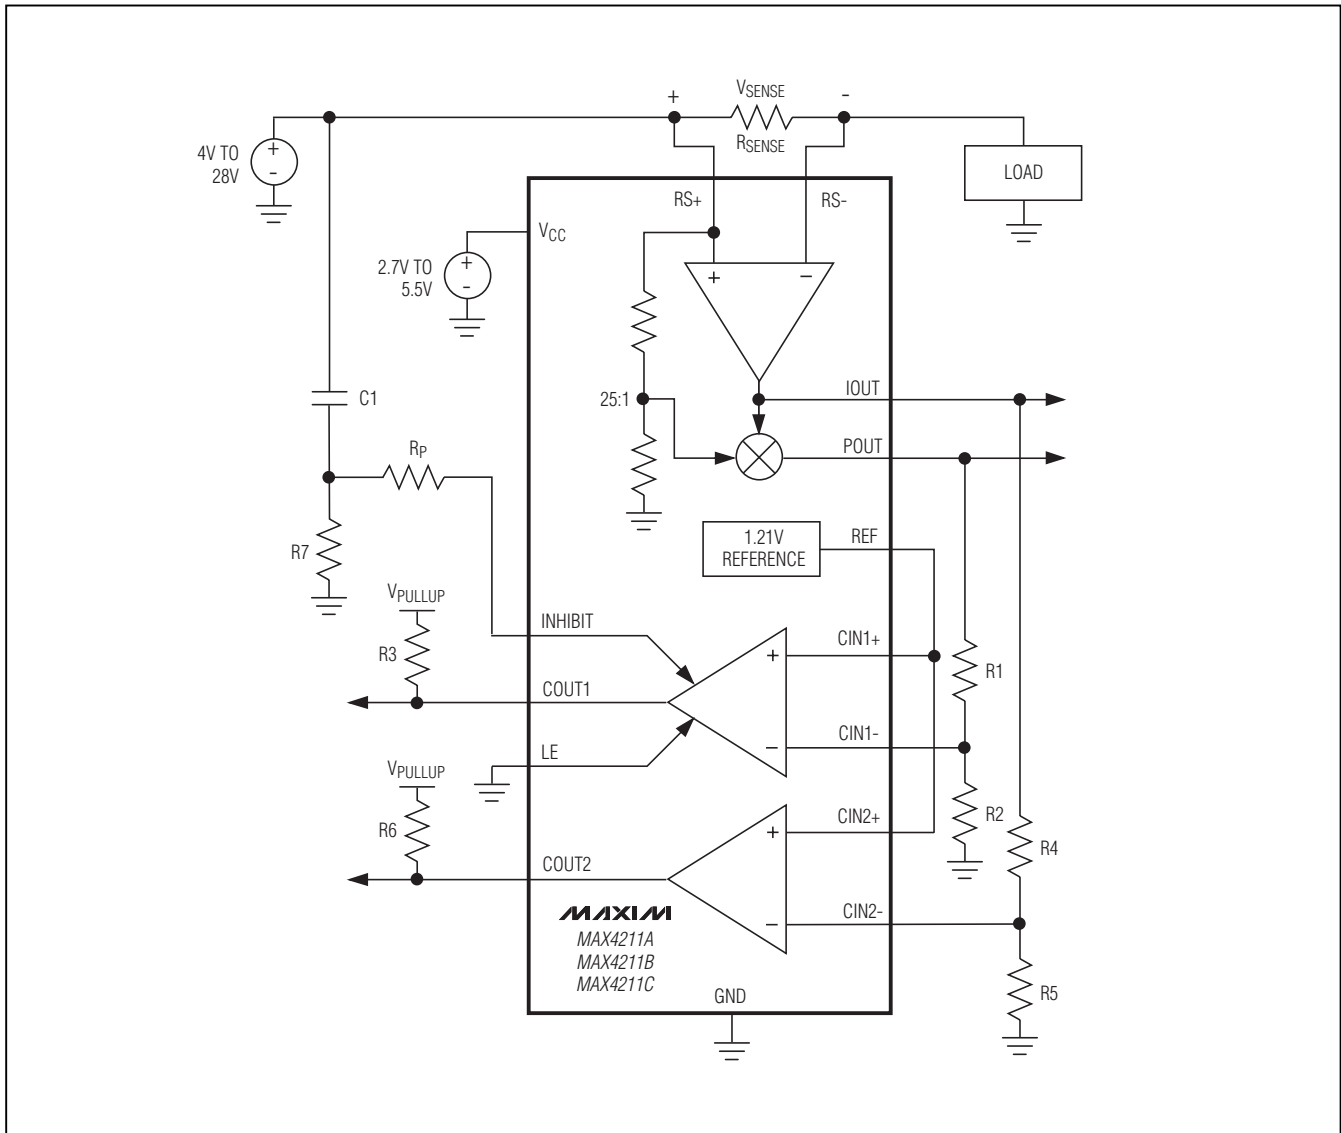 VSENSE
+
-
RSENSE
4V TO
28V
+
-
LOAD
RS+
RS-
VCC
2.7V TO
5.5V
+
-
+
−
C1
25:1
IOUT
RP
POUT
1.21V
REFERENCE
REF
R7
VPULLUP
INHIBIT
CIN1+
+
R3
R1
COUT1
CIN1-
−
LE
VPULLUP
R2
CIN2+
+
R6
R4
COUT2
CIN2-
−
MAXIM
MAX4211A
MAX4211B
MAX4211C
R5
GND